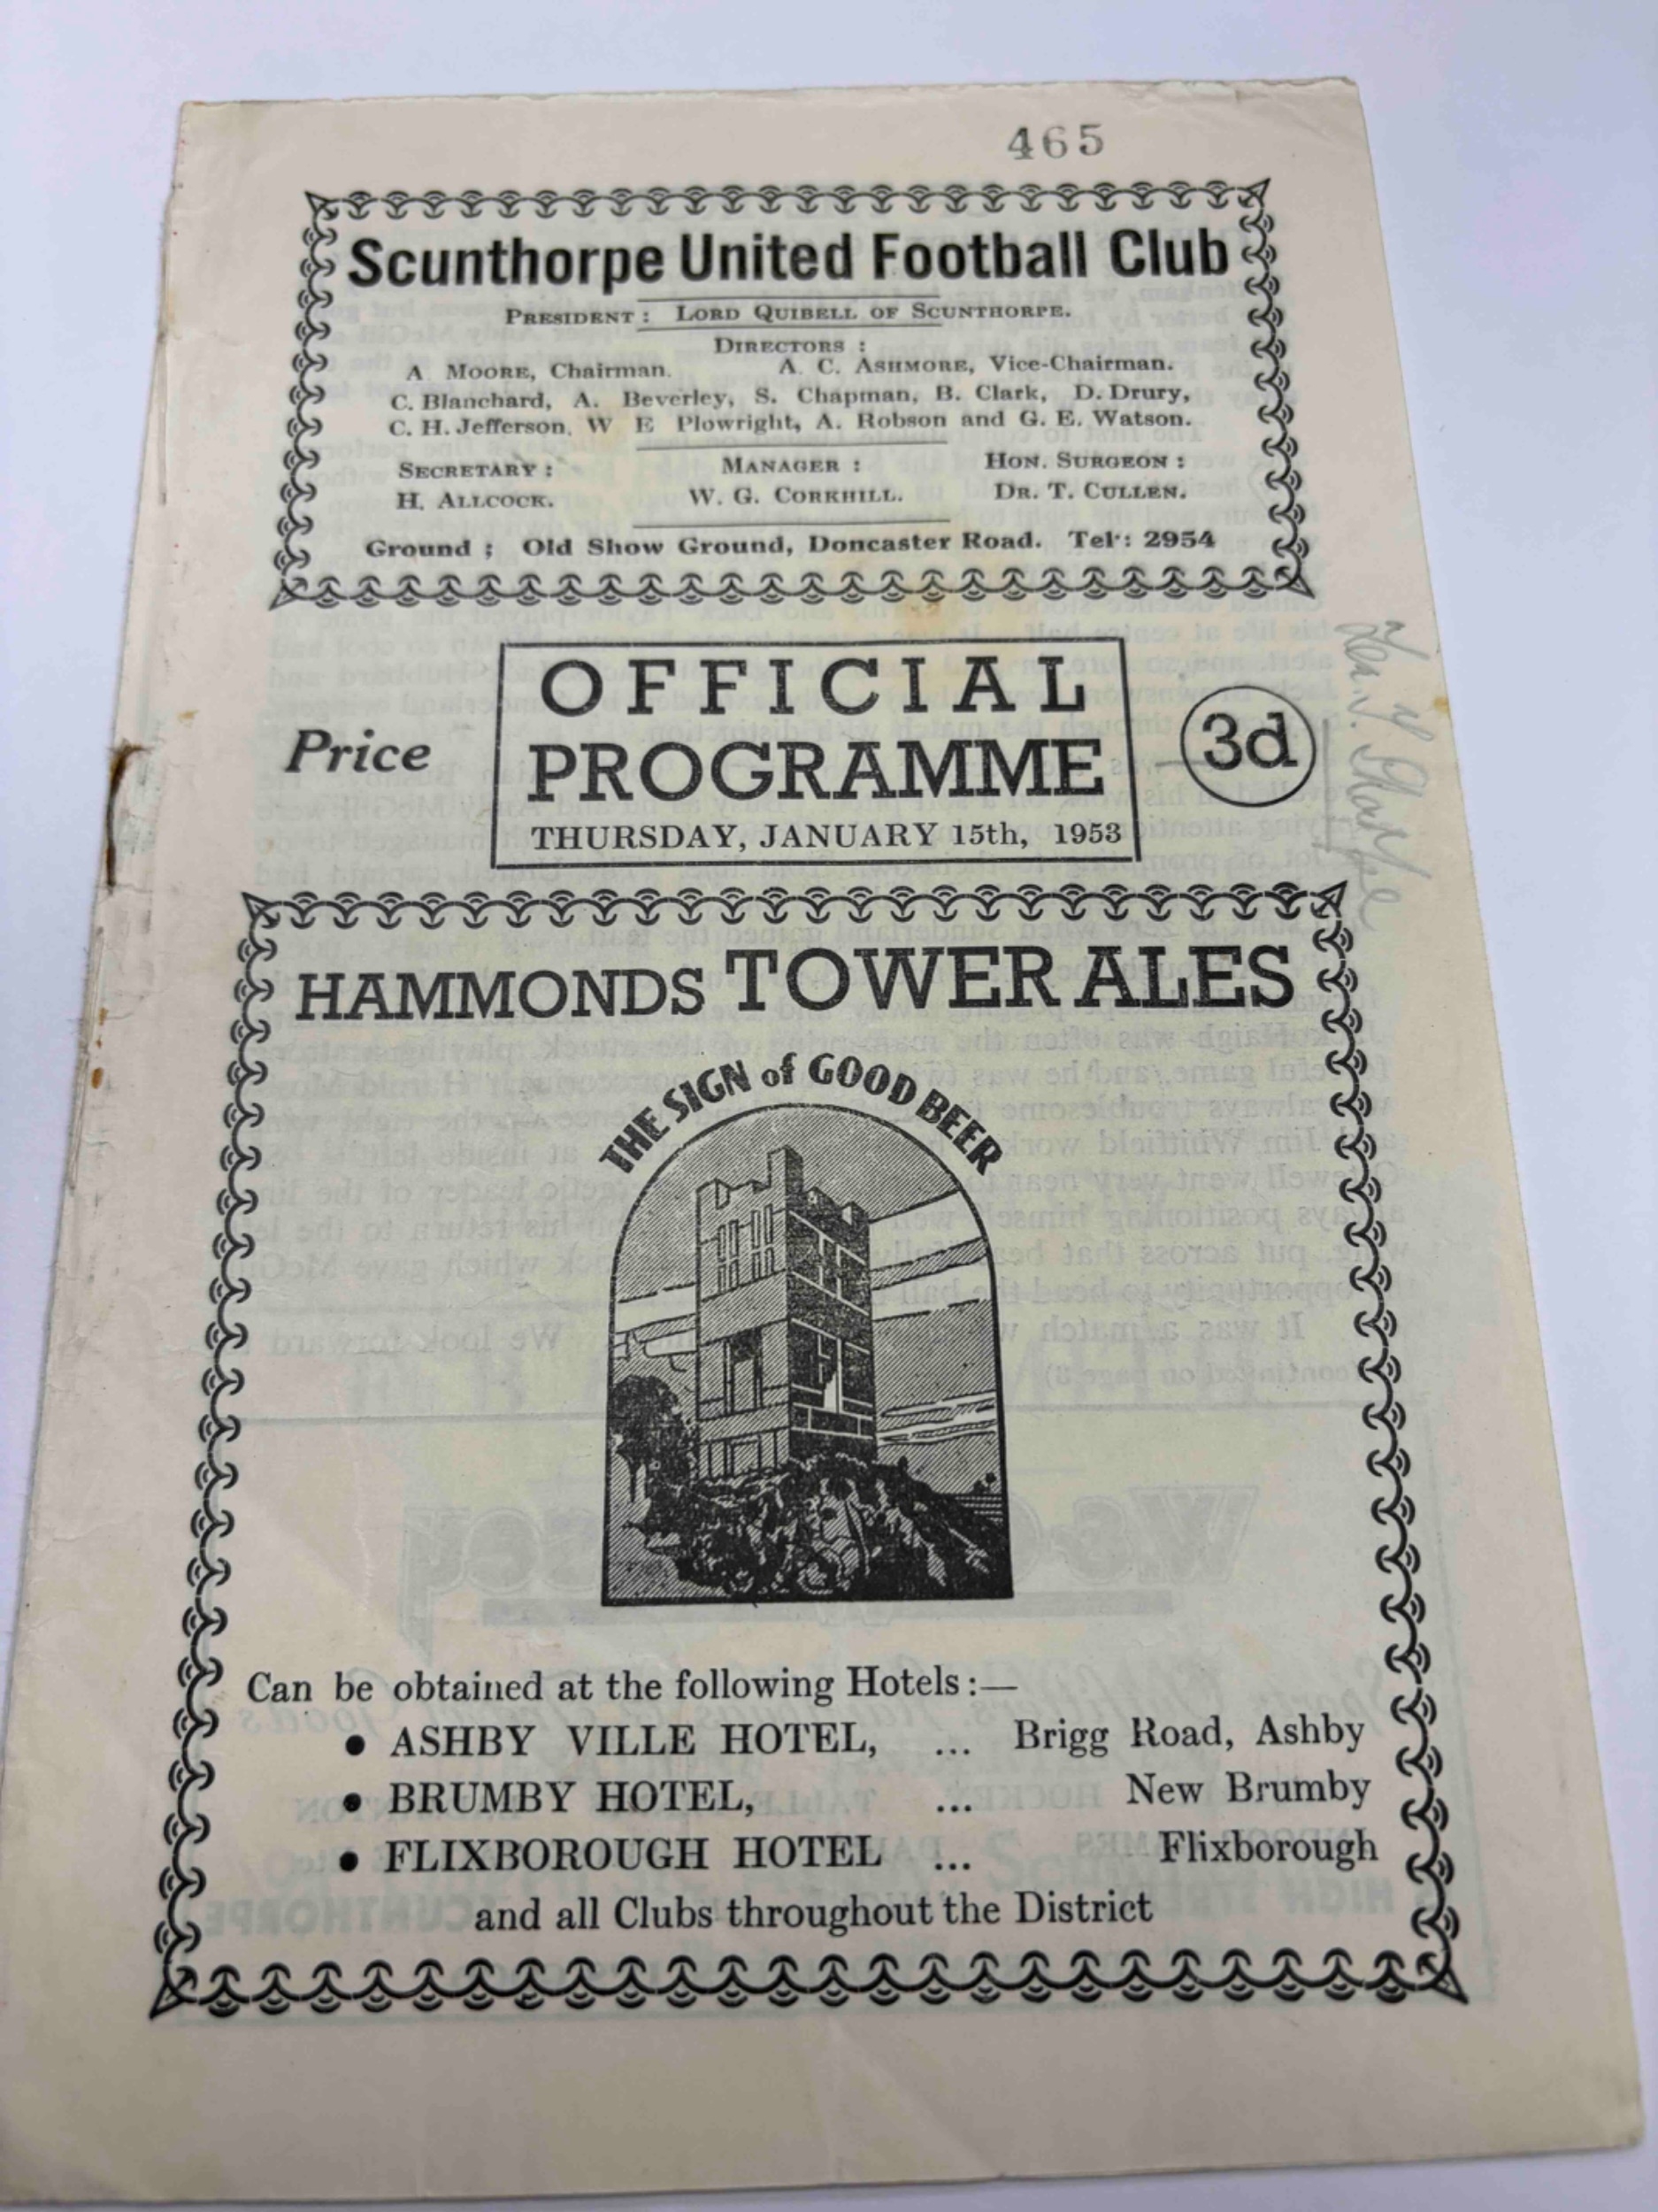 465
Scunthorpe United Football Club
PRESIDENT : LORD QUIBELL OF SCUNTHORPE.
DIRECTORS :
A MOORE, Chairman. A. C. ASHMORE, Vice-Chairman.
C. Blanchard, A. Beverley, S. Chapman, B. Clark, D. Drury,
C. H. Jefferson, W E Plowright, A. Robson and G. E. Watson.
SECRETARY : MANAGER : HON. SURGEON :
H. ALLCOCK. W. G. CORKHILL. DR. T. CULLEN.
Ground ; Old Show Ground, Doncaster Road. Tel·: 2954
Price
OFFICIAL
PROGRAMME
THURSDAY, JANUARY 15th, 1953
3d
HAMMONDS TOWER ALES
THE SIGN of GOOD BEER
Can be obtained at the following Hotels :—
• ASHBY VILLE HOTEL, ... Brigg Road, Ashby
• BRUMBY HOTEL, ... New Brumby
• FLIXBOROUGH HOTEL ... Flixborough
and all Clubs throughout the District